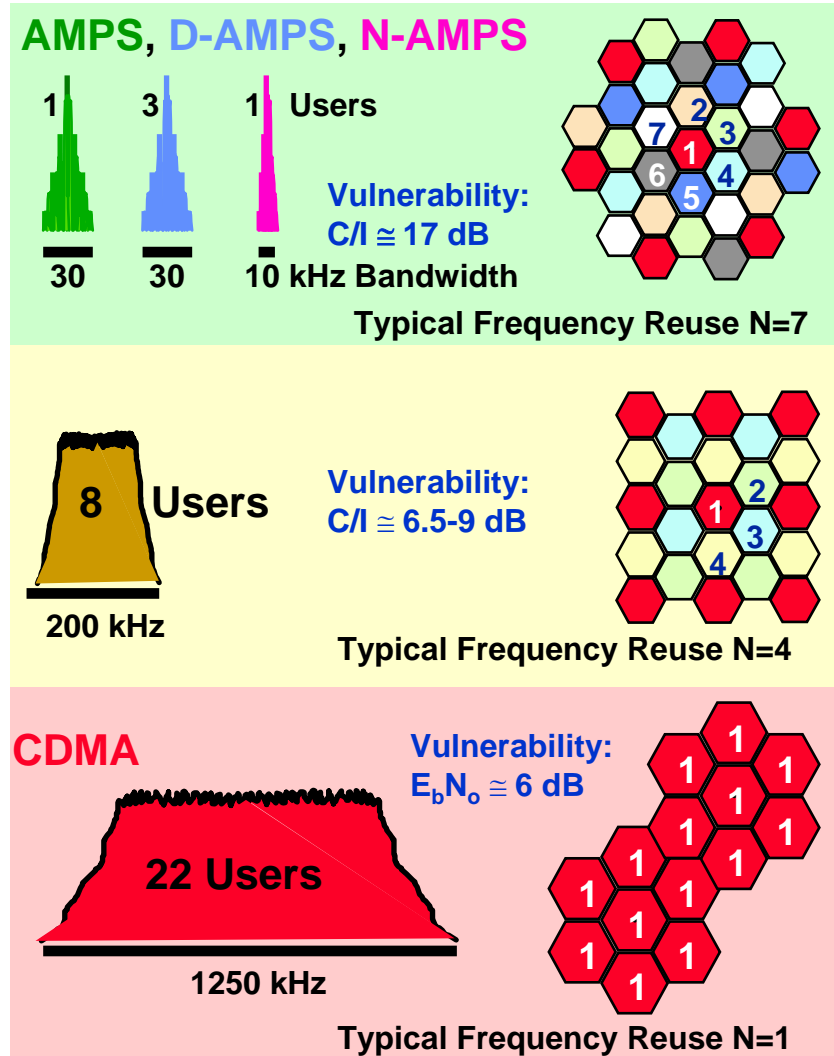 AMPS, D-AMPS, N-AMPS
1 3 1 Users
Vulnerability:
C/I ≅ 17 dB
30 30 10 kHz Bandwidth
2
7 3
1
6 4
5
Typical Frequency Reuse N=7
8 Users
Vulnerability:
C/I ≅ 6.5-9 dB
200 kHz
2
1
3
4
Typical Frequency Reuse N=4
CDMA
Vulnerability:
EbNo ≅ 6 dB
22 Users
1250 kHz
1
1 1
1
1 1
1 1
1 1
1
1 1
1
Typical Frequency Reuse N=1